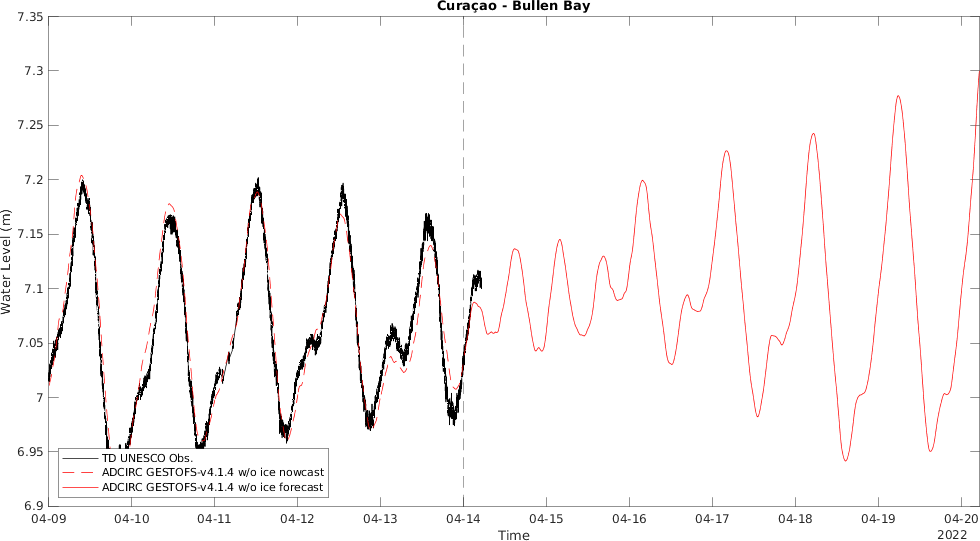 Curaçao - Bullen Bay
Water Level (m)
7.35
7.3
7.25
7.2
7.15
7.1
7.05
7
6.95
6.9
TD UNESCO Obs.
ADCIRC GESTOFS-v4.1.4 w/o ice nowcast
ADCIRC GESTOFS-v4.1.4 w/o ice forecast
04-09 04-10 04-11 04-12 04-13 04-14 04-15 04-16 04-17 04-18 04-19 04-20
Time
2022